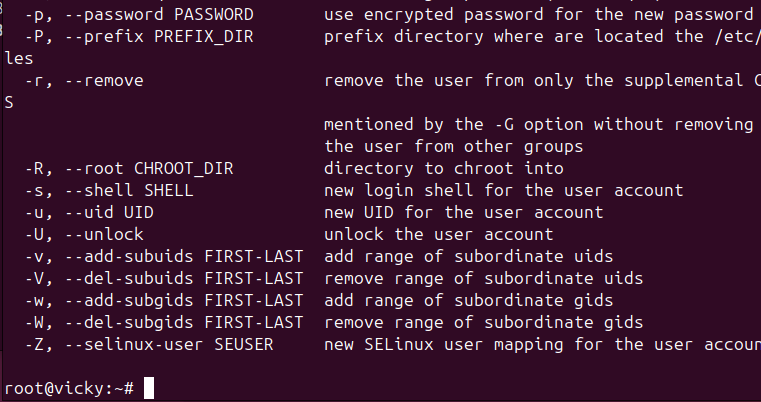 -p, --password PASSWORD use encrypted password for the new password
-P, --prefix PREFIX_DIR prefix directory where are located the /etc/
les
-r, --remove remove the user from only the supplemental
S
mentioned by the -G option without removing
the user from other groups
-R, --root CHROOT_DIR directory to chroot into
-s, --shell SHELL new login shell for the user account
-u, --uid UID new UID for the user account
-U, --unlock unlock the user account
-v, --add-subuids FIRST-LAST add range of subordinate uids
-V, --del-subuids FIRST-LAST remove range of subordinate uids
-w, --add-subgids FIRST-LAST add range of subordinate gids
-W, --del-subgids FIRST-LAST remove range of subordinate gids
-Z, --selinux-user SEUSER new SELinux user mapping for the user accoun
root@vicky:~#